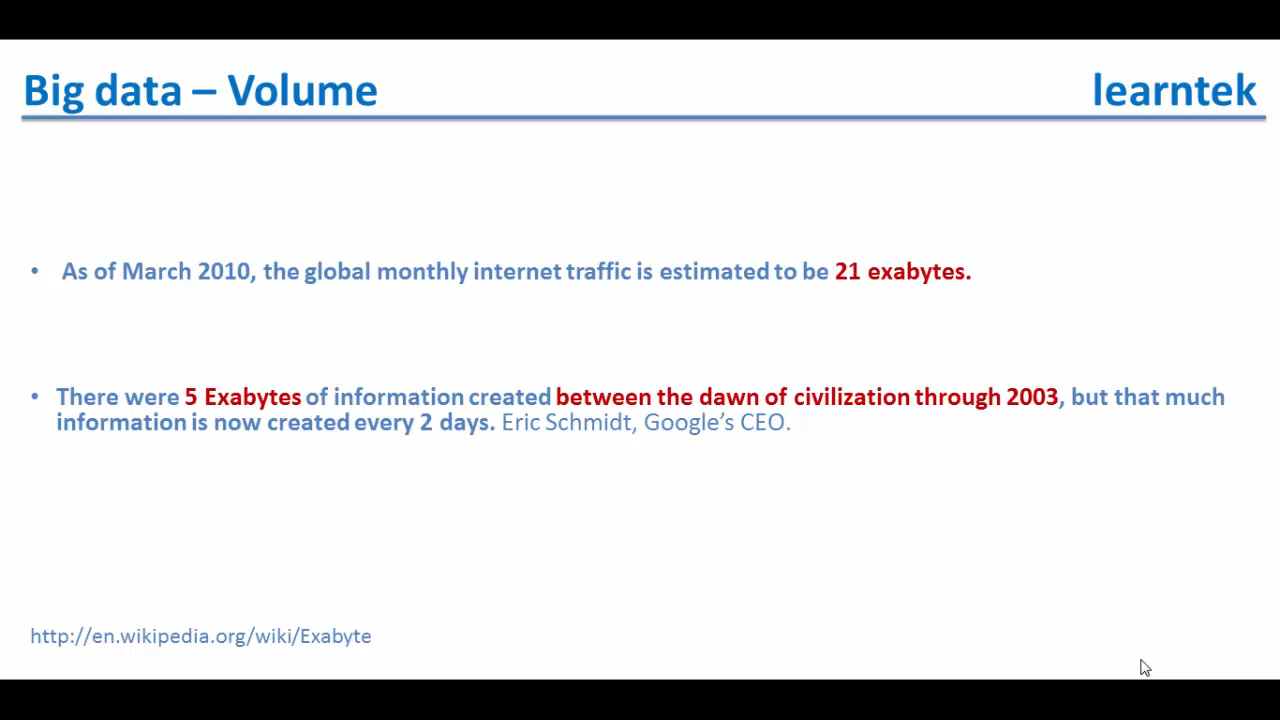 Big data – Volume
learntek
• As of March 2010, the global monthly internet traffic is estimated to be 21 exabytes.
• There were 5 Exabytes of information created between the dawn of civilization through 2003, but that much
information is now created every 2 days. Eric Schmidt, Google’s CEO.
http://en.wikipedia.org/wiki/Exabyte